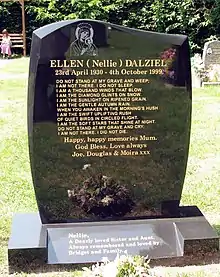 ELLEN (Nellie) DALZIEL
23rd April 1930 - 4th October 1999
DO NOT STAND AT MY GRAVE AND WEEP;
I AM NOT THERE. I DO NOT SLEEP.
I AM A THOUSAND WINDS THAT BLOW.
I AM THE DIAMOND GLINTS ON SNOW.
I AM THE SUNLIGHT ON RIPENED GRAIN.
I AM THE GENTLE AUTUMN RAIN.
WHEN YOU AWAKEN IN THE MORNING'S HUSH
I AM THE SWIFT UPLIFTING RUSH
OF QUIET BIRDS IN CIRCLED FLIGHT.
I AM THE SOFT STARS THAT SHINE AT NIGHT.
DO NOT STAND AT MY GRAVE AND CRY;
I AM NOT THERE. I DO NOT DIE.
Happy, happy memories Mum.
God Bless, Love always
Joe, Douglas & Moira xxx
Nellie,
A Dearly loved Sister and Aunt.
Always remembered and loved by
Bridget and Family.